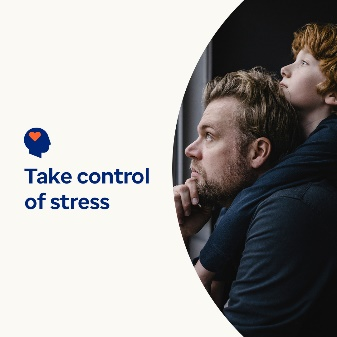 Take control
of stress